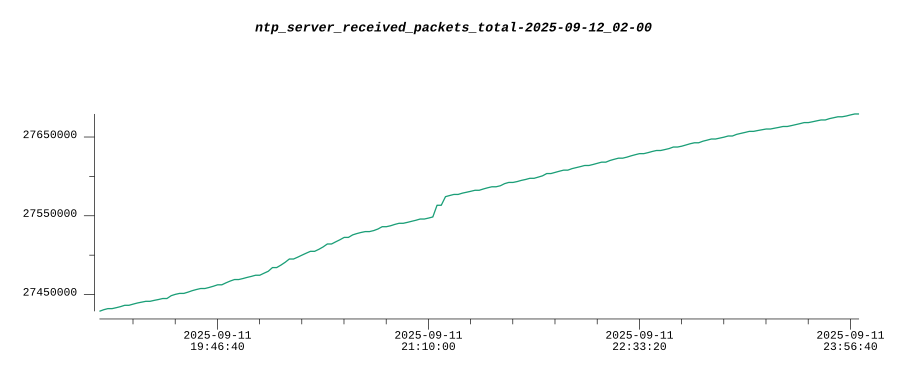 ntp_server_received_packets_total-2025-09-12_02-00
27650000
27550000
27450000
2025-09-11 2025-09-11 2025-09-11 2025-09-11
19:46:40 21:10:00 22:33:20 23:56:40